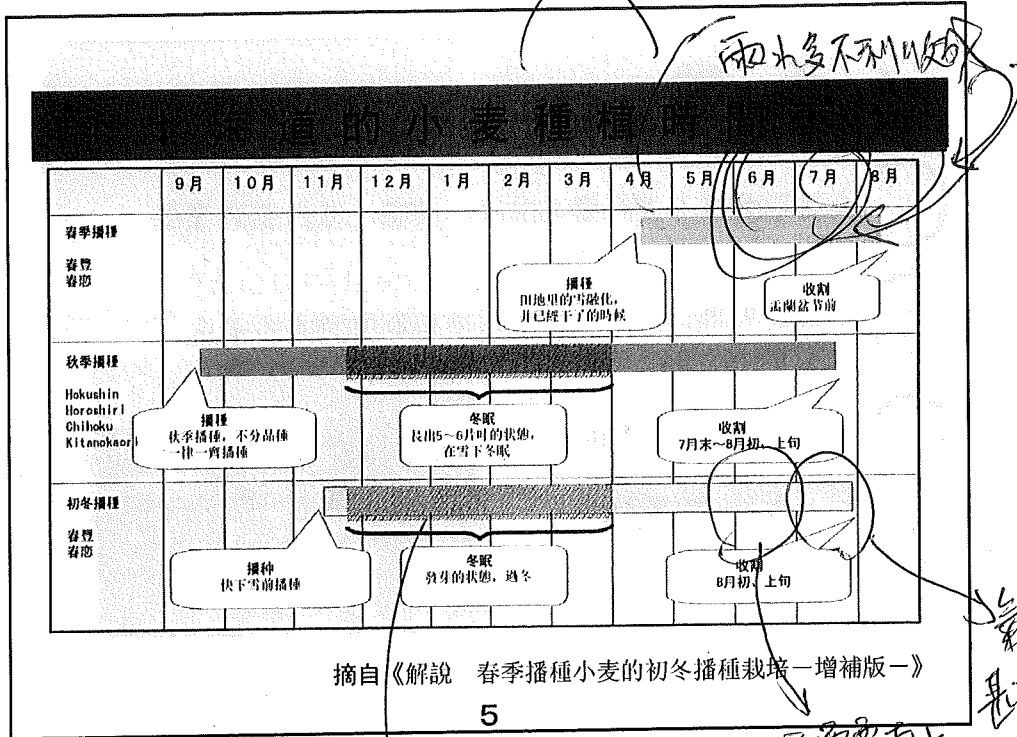 雨水多不利收成
道的小麦種植時
9月 10月 11月 12月 1月 2月 3月 4月 5月 6月 7月 8月
春季播種
春豊
春恋
播種
田地里的雪融化，
并已經干了的時候
收割
盂蘭盆节前
秋季播種
Hokushin
Horoshiri
Chihoku
Kitanokaori
播種
秋季播種，不分品種
一律一齊播種
冬眠
長出5～6片叶的状態，
在雪下冬眠
收割
7月末～8月初、上旬
初冬播種
春豊
春恋
播种
快下雪前播種
冬眠
發芽的状態，過冬
收割
8月初、上旬
摘自《解說　春季播種小麦的初冬播種栽培－增補版－》
5